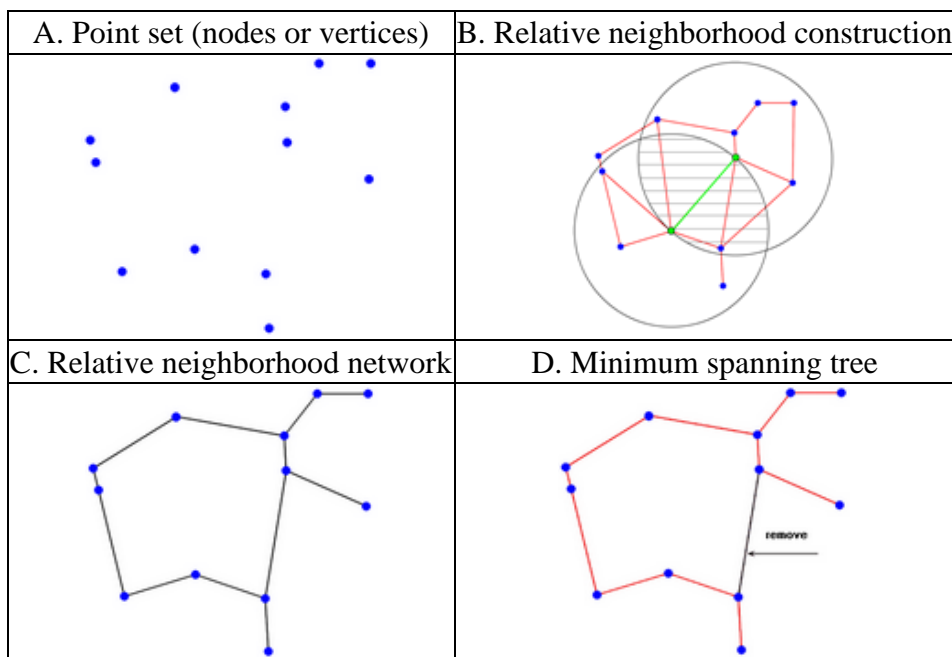 A. Point set (nodes or vertices)
B. Relative neighborhood construction
C. Relative neighborhood network
D. Minimum spanning tree
remove